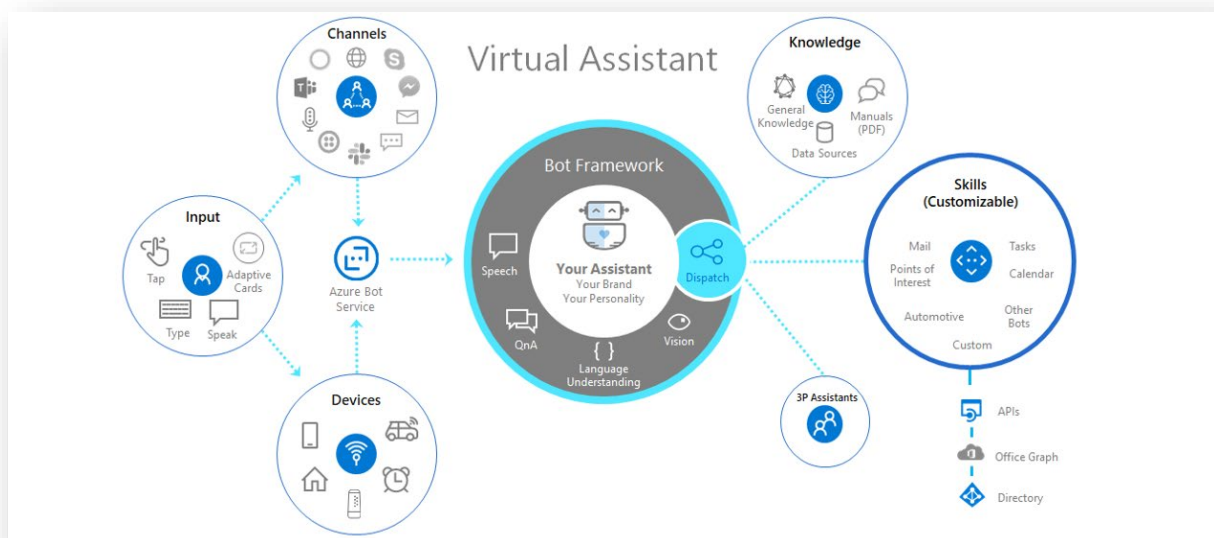 Virtual Assistant
Channels
Input
Tap
Adaptive
Cards
Type
Speak
Azure Bot
Service
Devices
Bot Framework
Speech
Your Assistant
Your Brand
Your Personality
Dispatch
QnA
{ }
Language
Understanding
Vision
Knowledge
General
Knowledge
Manuals
(PDF)
Data Sources
Skills
(Customizable)
Mail
Tasks
Points of
Interest
Calendar
Automotive
Other
Bots
Custom
3P Assistants
APIs
Office Graph
Directory